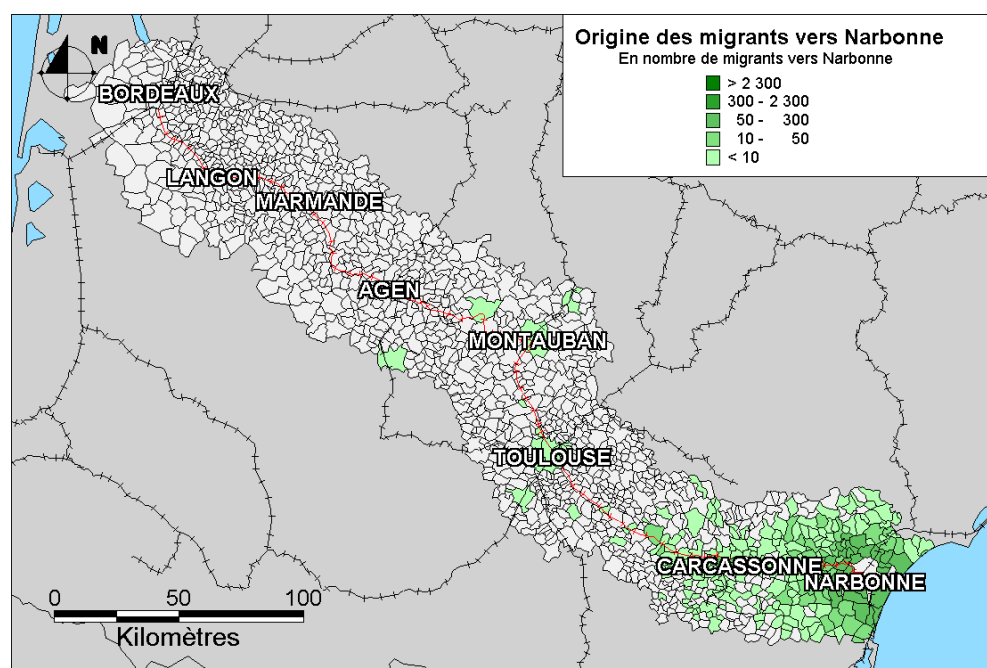 Origine des migrants vers Narbonne
En nombre de migrants vers Narbonne
> 2 300
300 - 2 300
50 - 300
10 - 50
< 10
N
BORDEAUX
LANGON
MARMANDE
AGEN
MONTAUBAN
TOULOUSE
CARCASSONNE
NARBONNE
0 50 100
Kilomètres